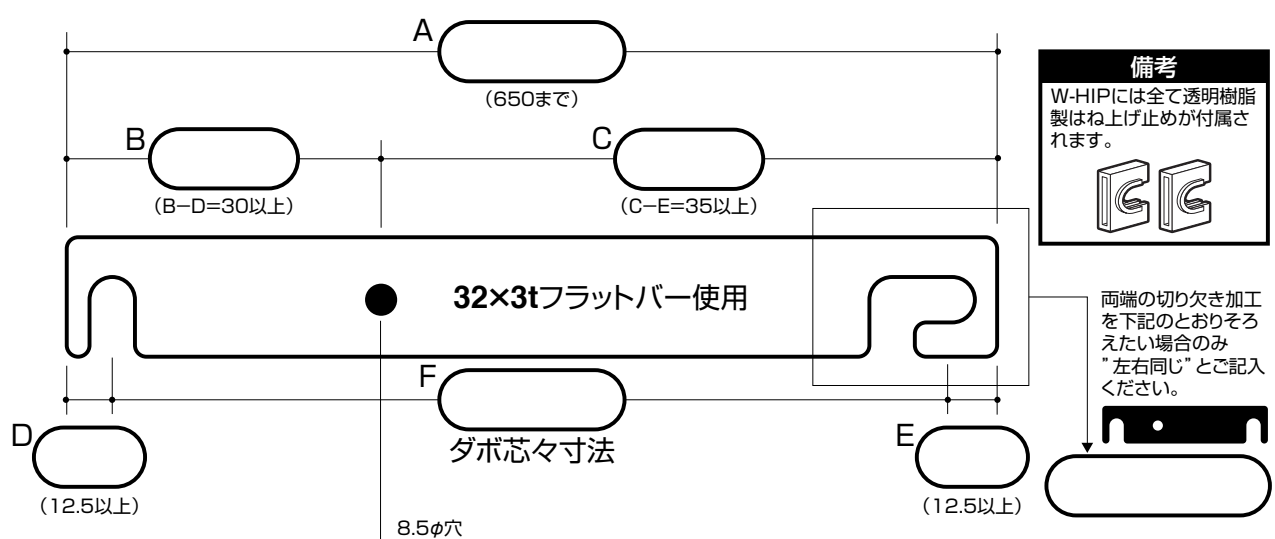 A
(650まで)
B
(B−D=30以上)
C
(C−E=35以上)
備考
W-HIPには全て透明樹脂
製はね上げ止めが付属さ
れます。
32×3tフラットバー使用
両端の切り欠き加工
を下記のとおりそろ
えたい場合のみ
”左右同じ”とご記入
ください。
F
ダボ芯々寸法
D
(12.5以上)
E
(12.5以上)
8.5φ穴